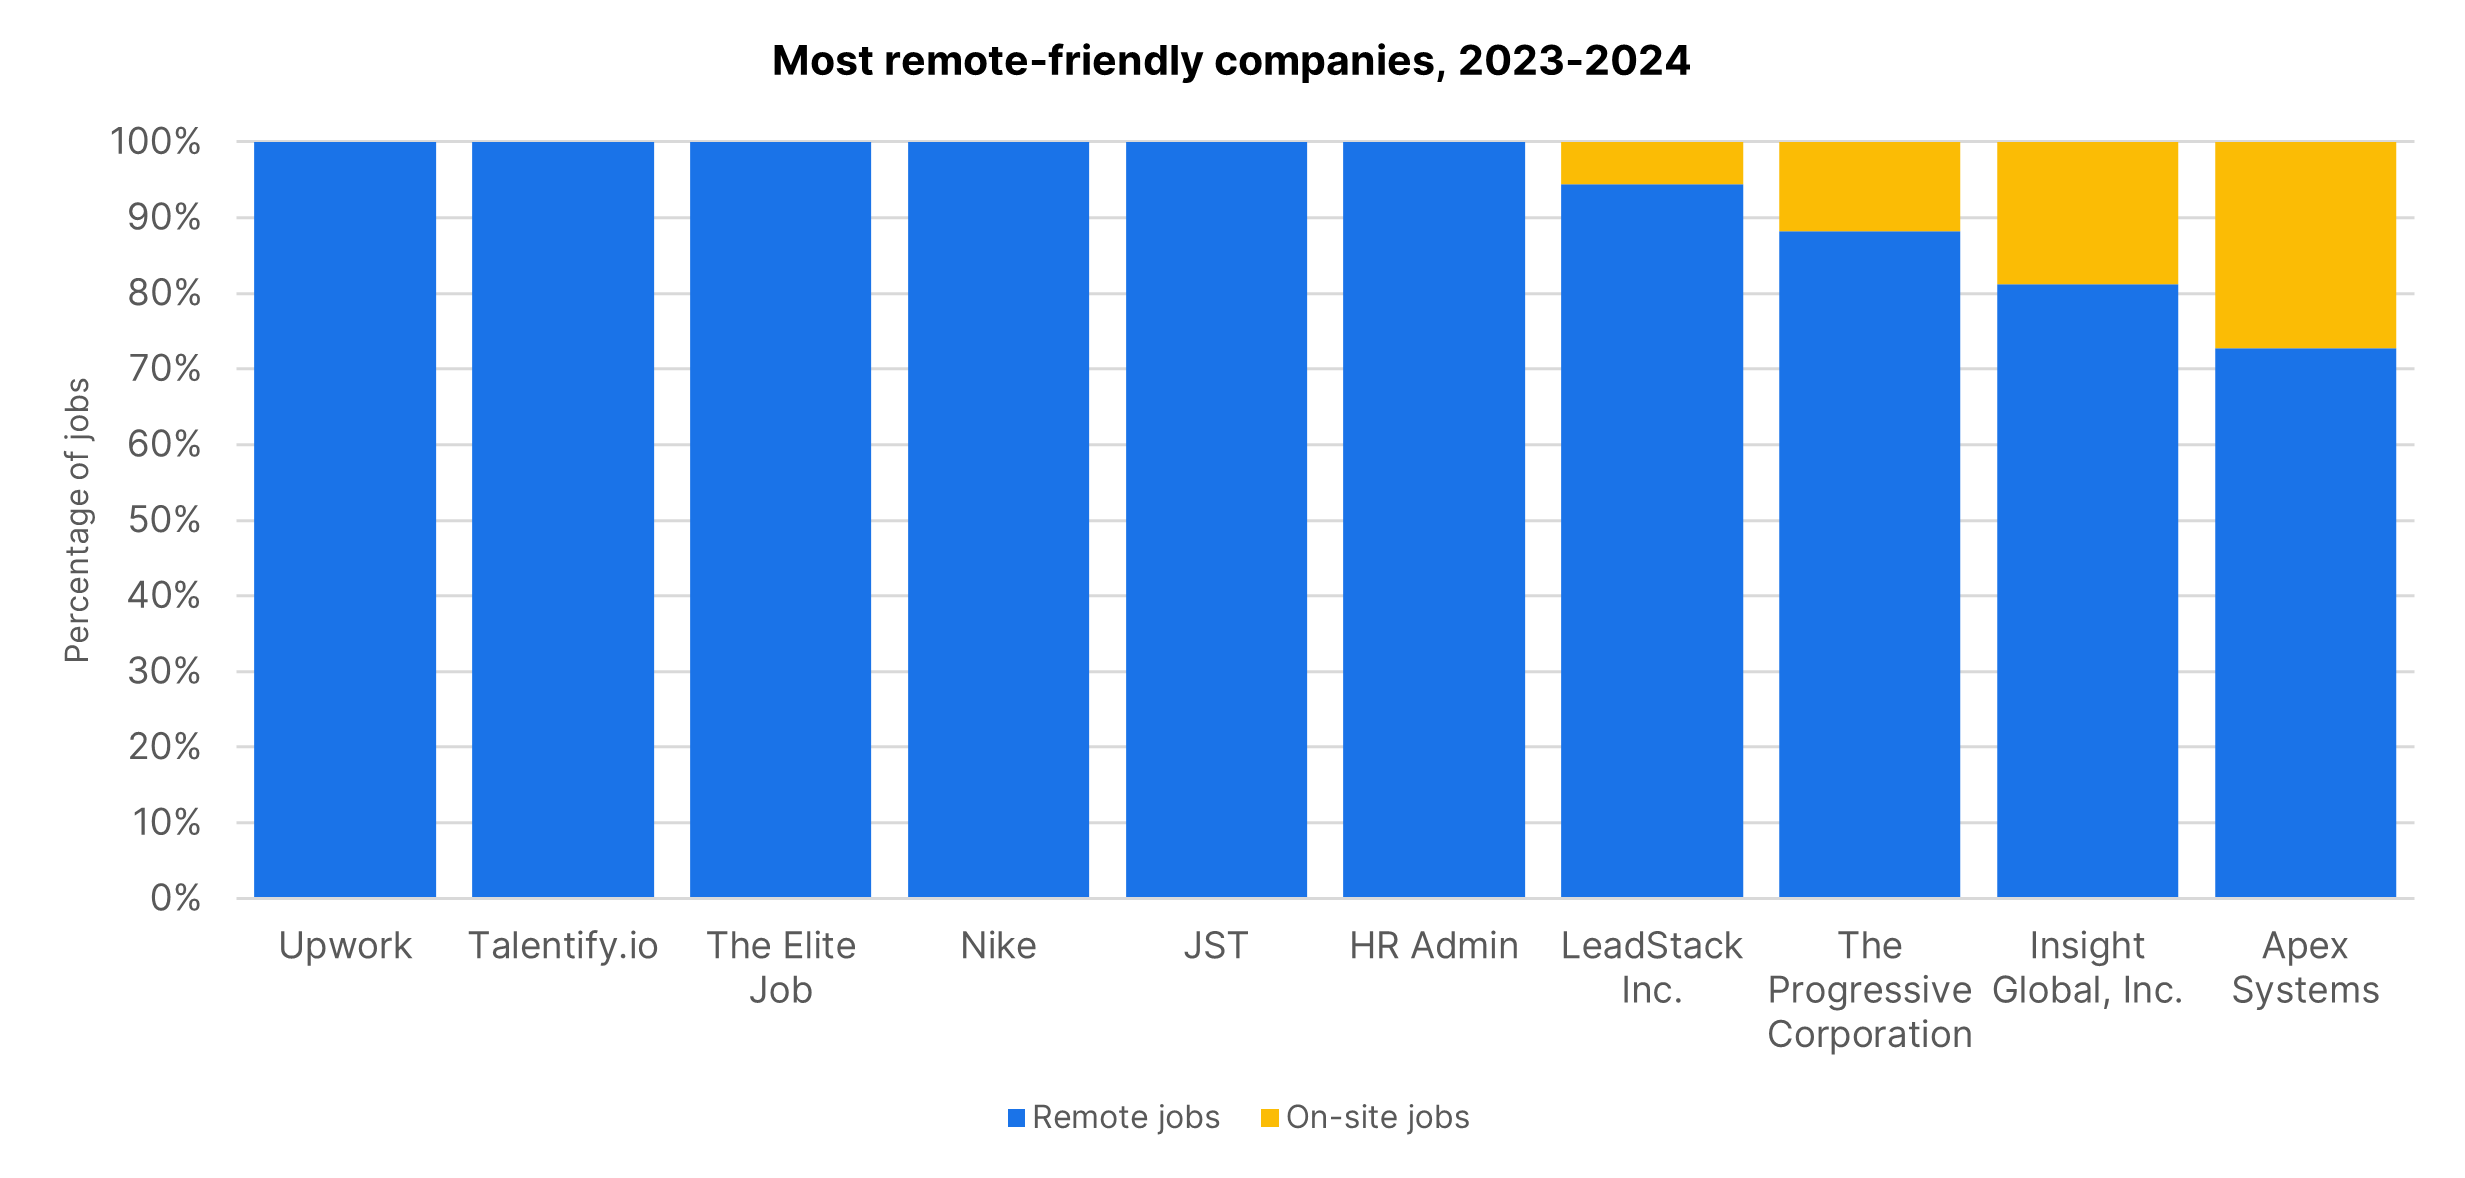 Most remote-friendly companies, 2023-2024
100%
90%
80%
70%
60%
50%
40%
30%
20%
10%
0%
Percentage of jobs
Upwork
Talentify.io
The Elite
Job
Nike
JST
HR Admin
LeadStack
Inc.
The
Progressive
Corporation
Insight
Global, Inc.
Apex
Systems
Remote jobs
On-site jobs